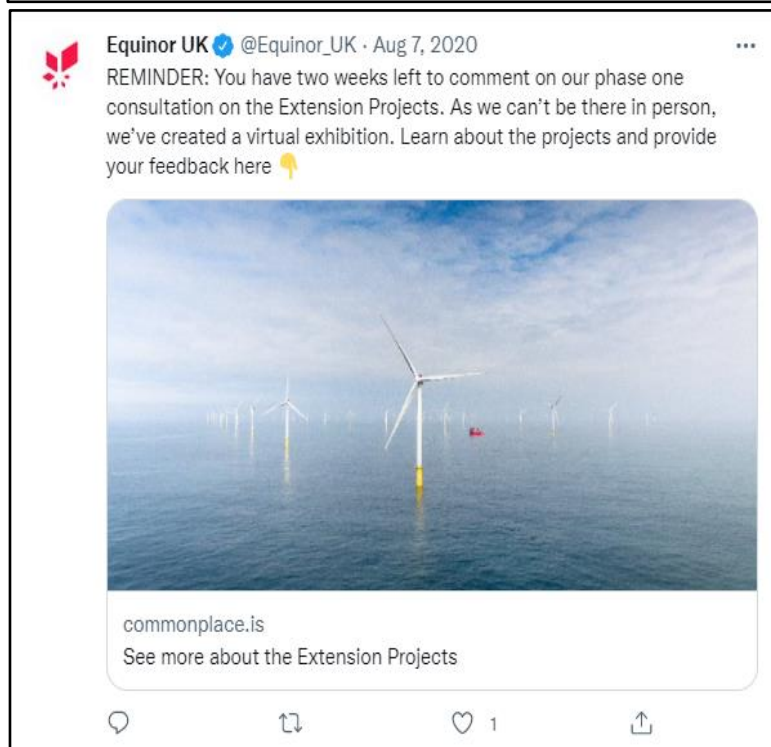 Equinor UK @Equinor_UK · Aug 7, 2020
REMINDER: You have two weeks left to comment on our phase one
consultation on the Extension Projects. As we can’t be there in person,
we’ve created a virtual exhibition. Learn about the projects and provide
your feedback here 👇
commonplace.is
See more about the Extension Projects
1